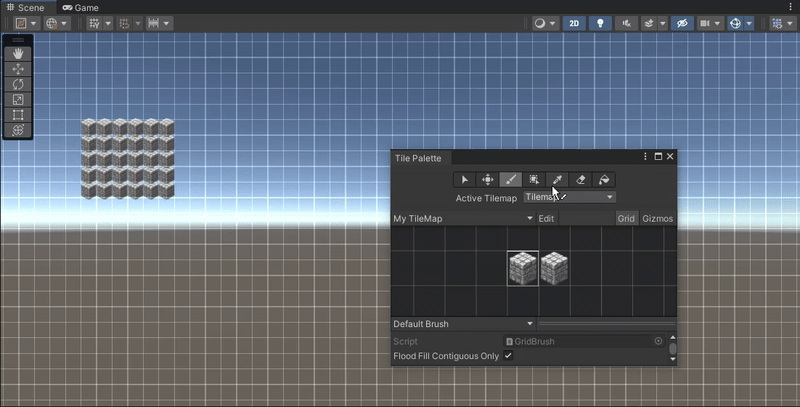 Scene Game
2D
Tile Palette
Active Tilemap Tilemap
My TileMap Edit Grid Gizmos
Default Brush
Script GridBrush
Flood Fill Contiguous Only